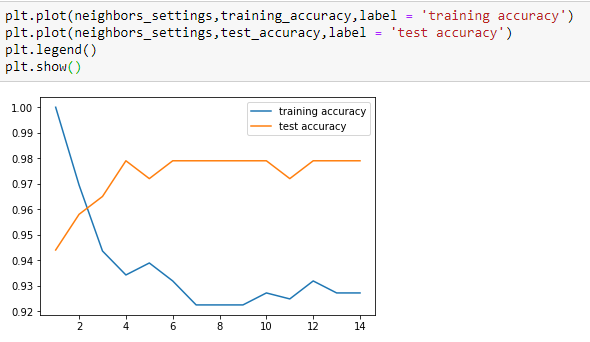 plt.plot(neighbors_settings,training_accuracy,label = 'training accuracy')
plt.plot(neighbors_settings,test_accuracy,label = 'test accuracy')
plt.legend()
plt.show()
training accuracy
test accuracy
1.00
0.99
0.98
0.97
0.96
0.95
0.94
0.93
0.92
2 4 6 8 10 12 14